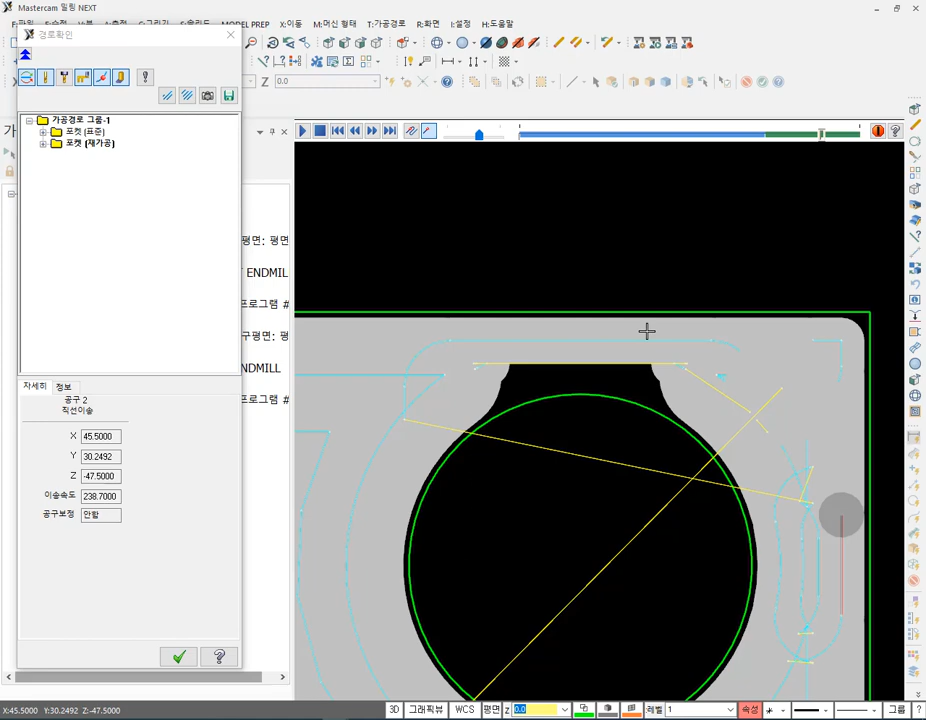 Mastercam 밀링 NEXT
MODEL PREP X:이동 M:머신 형태 T:가공경로 R:화면 I:설정 H:도움말
경로확인
Z 0.0
가공경로 그룹-1
포켓 (표준)
포켓 (재가공)
평면: 평면
ENDMIL
프로그램 #
구평면: 평
ENDMILL
프로그램 #
자세히 정보
공구 2
직선이송
X 45.5000
Y 30.2492
Z -47.5000
이송속도 238.7000
공구보정 안함
X:45.5000 Y:30.2492 Z:-47.5000 3D 그래픽뷰 WCS 평면 z 0.0 레벨 1 속성 그룹